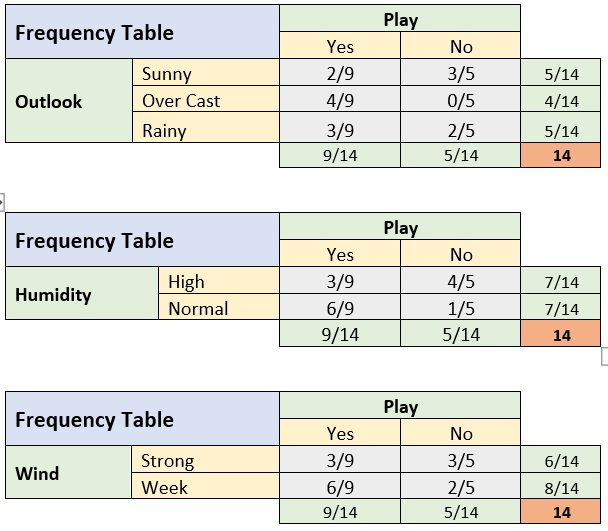 Frequency Table Play
Yes No
Outlook Sunny 2/9 3/5 5/14
Over Cast 4/9 0/5 4/14
Rainy 3/9 2/5 5/14
9/14 5/14 14
Frequency Table Play
Yes No
Humidity High 3/9 4/5 7/14
Normal 6/9 1/5 7/14
9/14 5/14 14
Frequency Table Play
Yes No
Wind Strong 3/9 3/5 6/14
Week 6/9 2/5 8/14
9/14 5/14 14